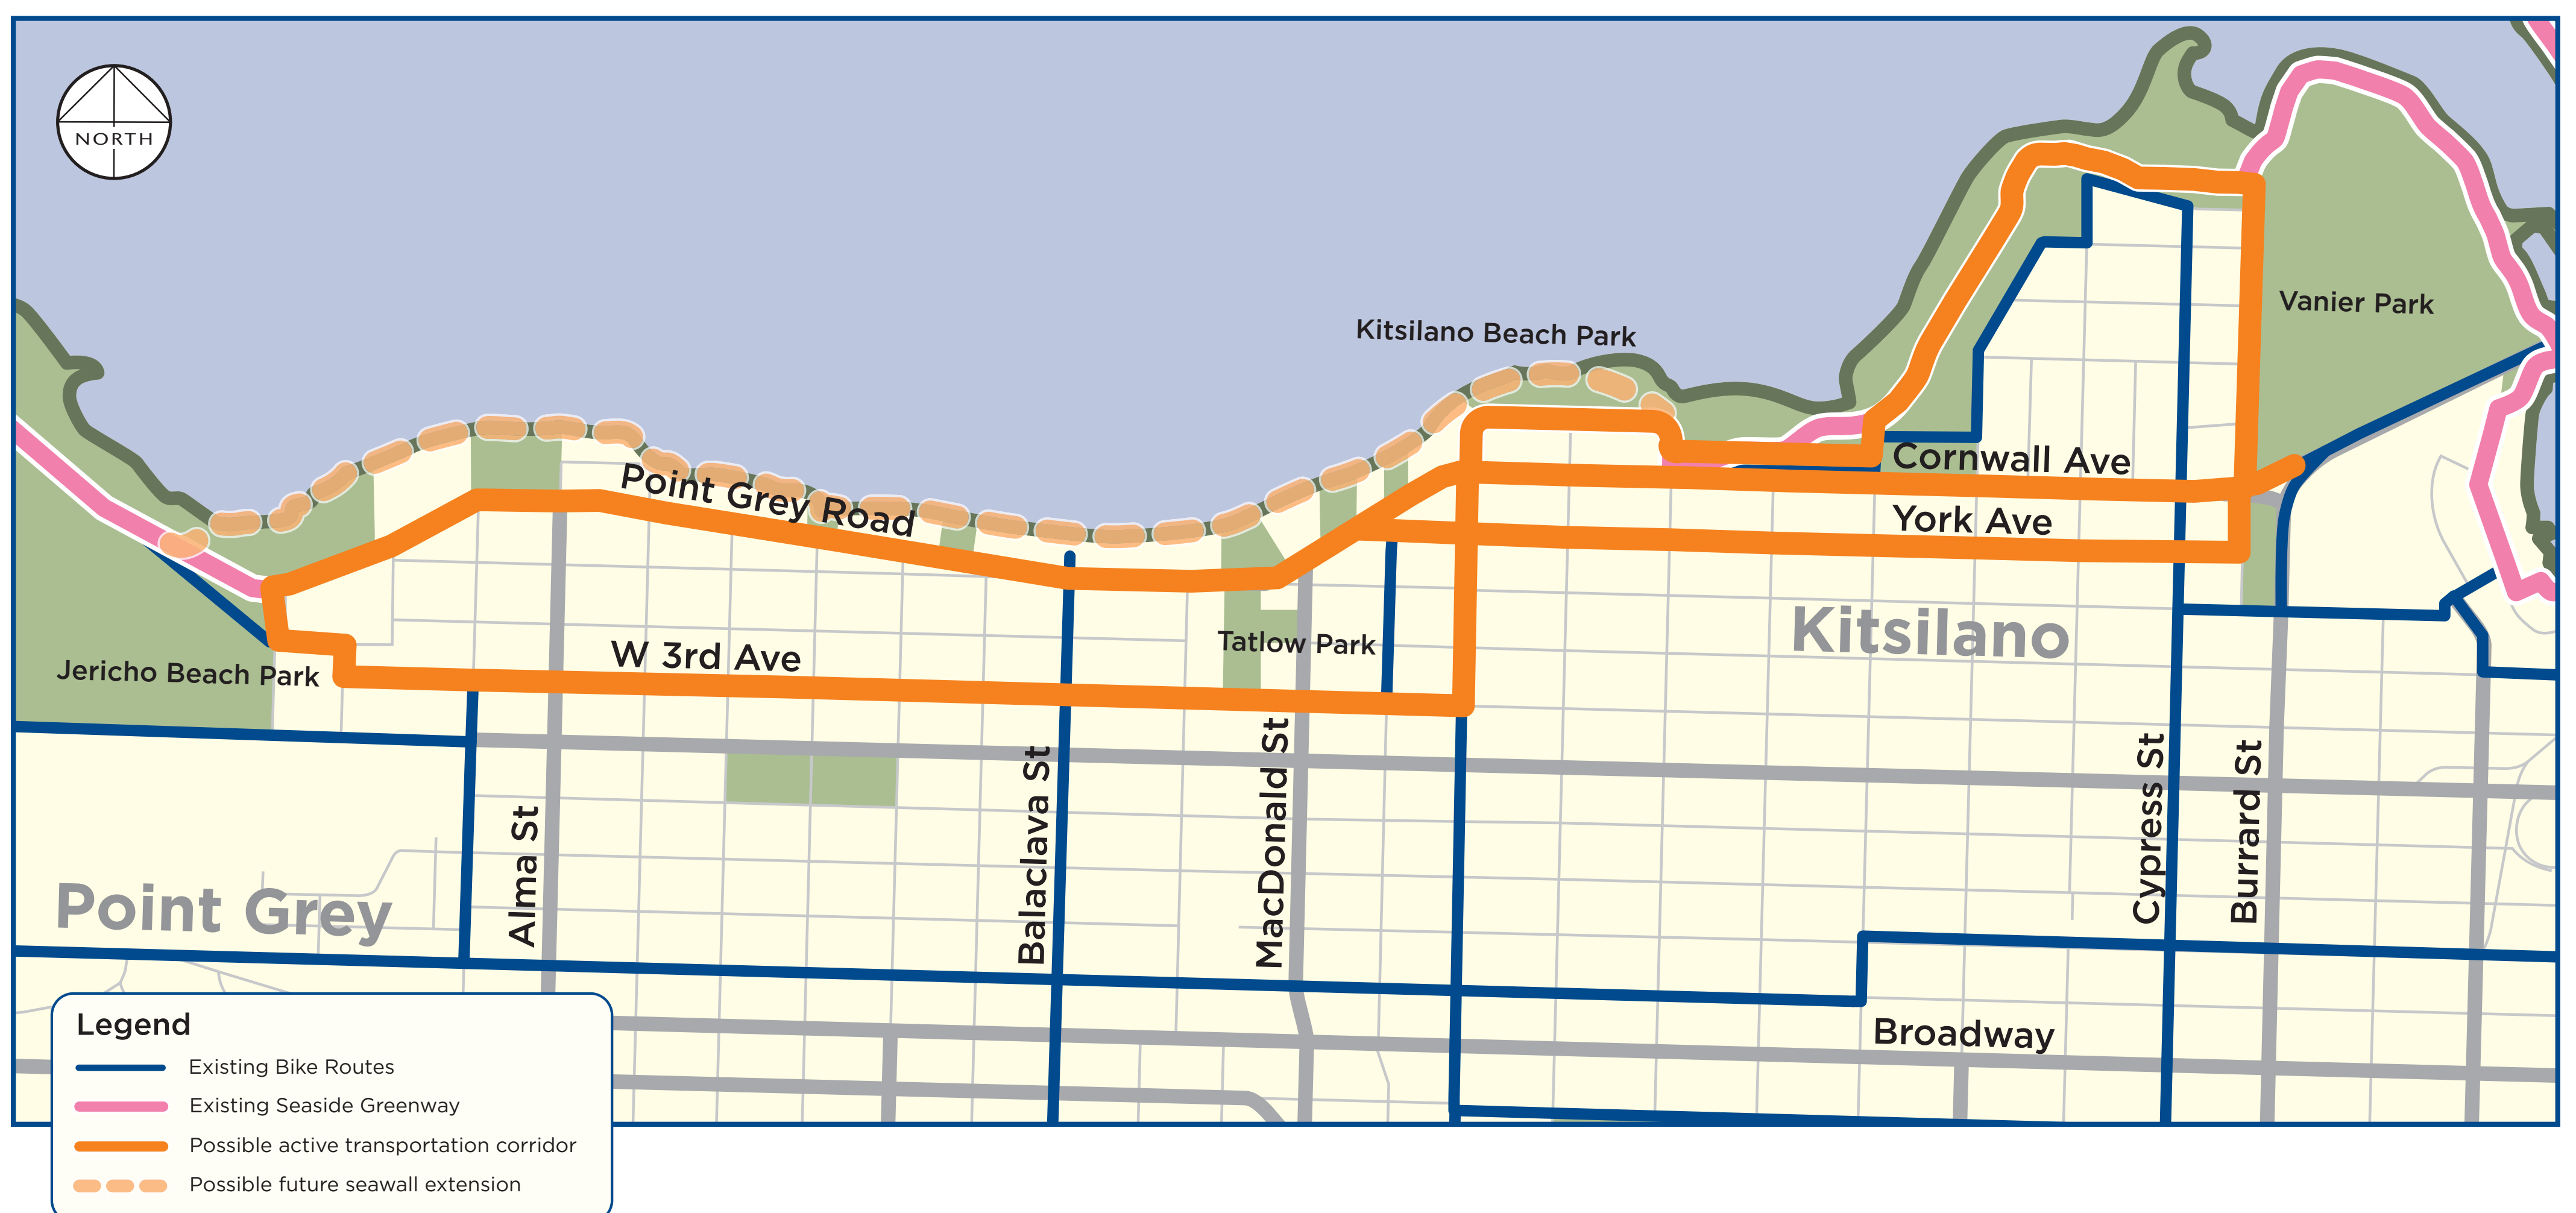 NORTH
Kitsilano Beach Park
Vanier Park
Point Grey Road
Cornwall Ave
York Ave
W 3rd Ave
Tatlow Park
Kitsilano
Jericho Beach Park
Point Grey
Alma St
Balaclava St
MacDonald St
Cypress St
Burrard St
Broadway
Legend
Existing Bike Routes
Existing Seaside Greenway
Possible active transportation corridor
Possible future seawall extension